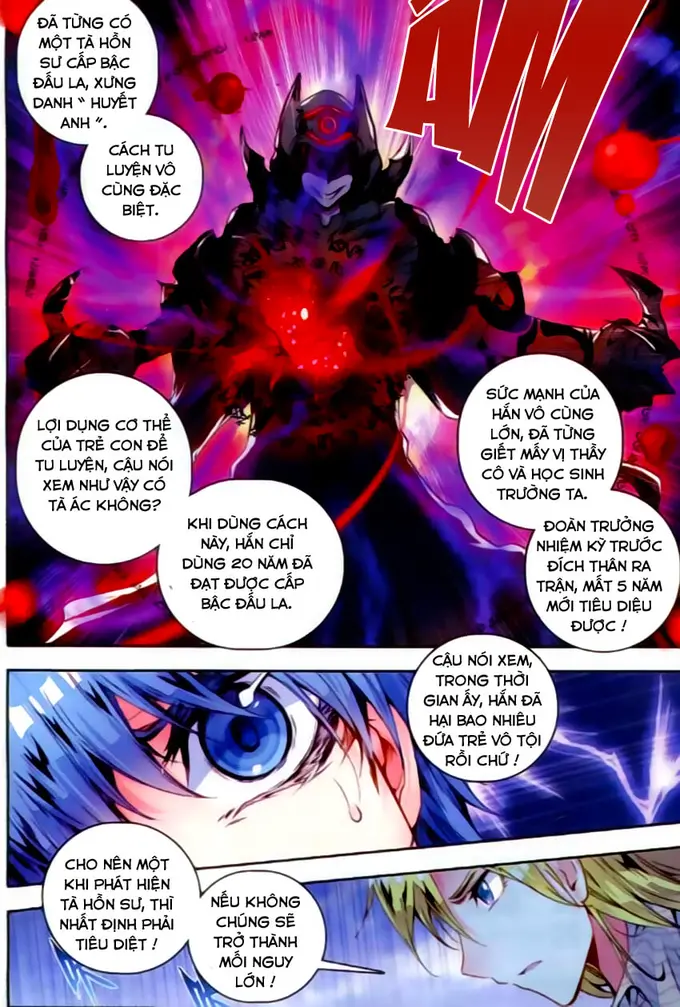 ĐÃ TỪNG CÓ
MỘT TÀ HỒN
SƯ CẤP BẬC
ĐẤU LA, XƯNG
DANH “ HUYẾT
ANH ”.
CÁCH TU
LUYỆN VÔ
CÙNG ĐẶC
BIỆT.
ẦM
LỢI DỤNG CƠ THỂ
CỦA TRẺ CON ĐỂ
TU LUYỆN, CẬU NÓI
XEM NHƯ VẬY CÓ
TÀ ÁC KHÔNG?
KHI DÙNG CÁCH
NÀY, HẮN CHỈ
DÙNG 20 NĂM ĐÃ
ĐẠT ĐƯỢC CẤP
BẬC ĐẤU LA.
SỨC MẠNH CỦA
HẮN VÔ CÙNG
LỚN, ĐÃ TỪNG
GIẾT MẤY VỊ THẦY
CÔ VÀ HỌC SINH
TRƯỜNG TA.
ĐOÀN TRƯỞNG
NHIỆM KỲ TRƯỚC
ĐÍCH THÂN RA
TRẬN, MẤT 5 NĂM
MỚI TIÊU DIỆU
ĐƯỢC !
CẬU NÓI XEM,
TRONG THỜI
GIAN ẤY, HẮN ĐÃ
HẠI BAO NHIÊU
ĐỨA TRẺ VÔ TỘI
RỒI CHỨ !
CHO NÊN MỘT
KHI PHÁT HIỆN
TÀ HỒN SƯ, THÌ
NHẤT ĐỊNH PHẢI
TIÊU DIỆT !
NẾU KHÔNG
CHÚNG SẼ
TRỞ THÀNH
MỐI NGUY
LỚN !